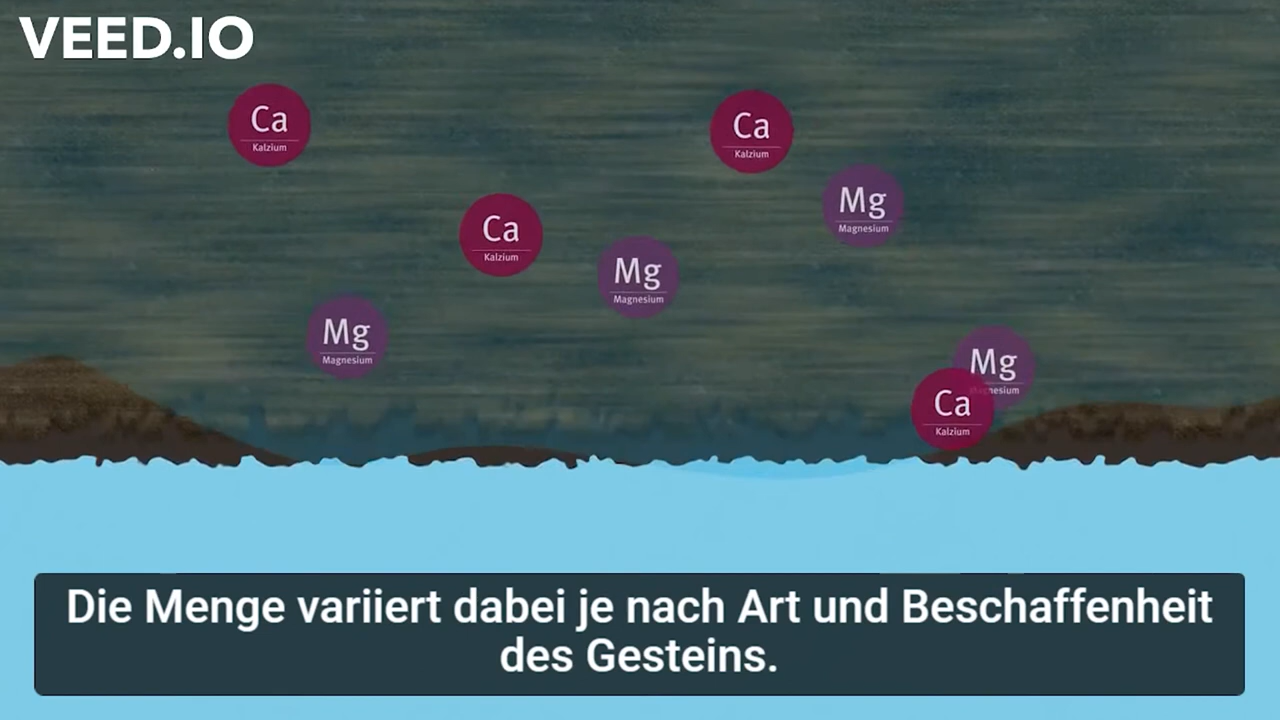 VEED.IO
Ca
Kalzium
Ca
Kalzium
Mg
Magnesium
Ca
Kalzium
Mg
Magnesium
Mg
Magnesium
Mg
Ca
Kalzium
Die Menge variiert dabei je nach Art und Beschaffenheit
des Gesteins.